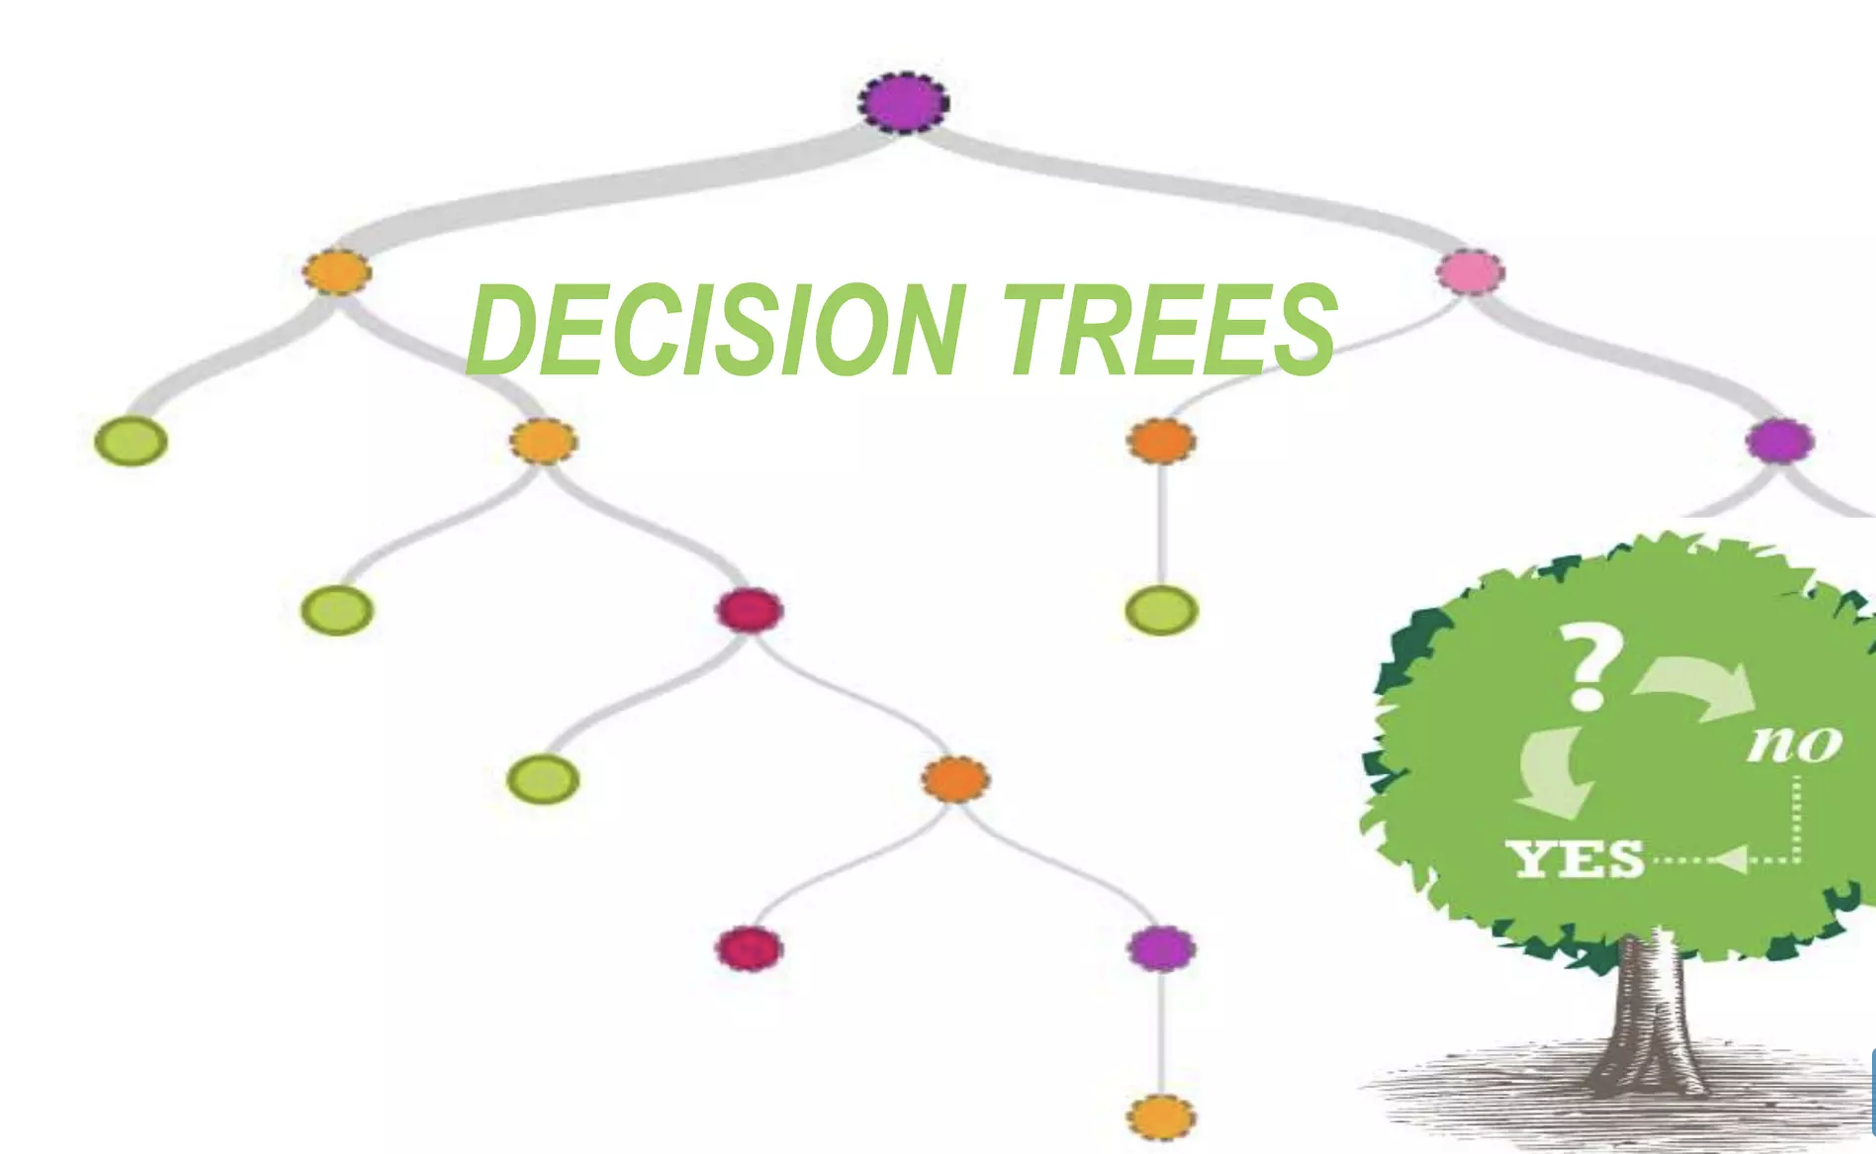 DECISION TREES
?
no
YES